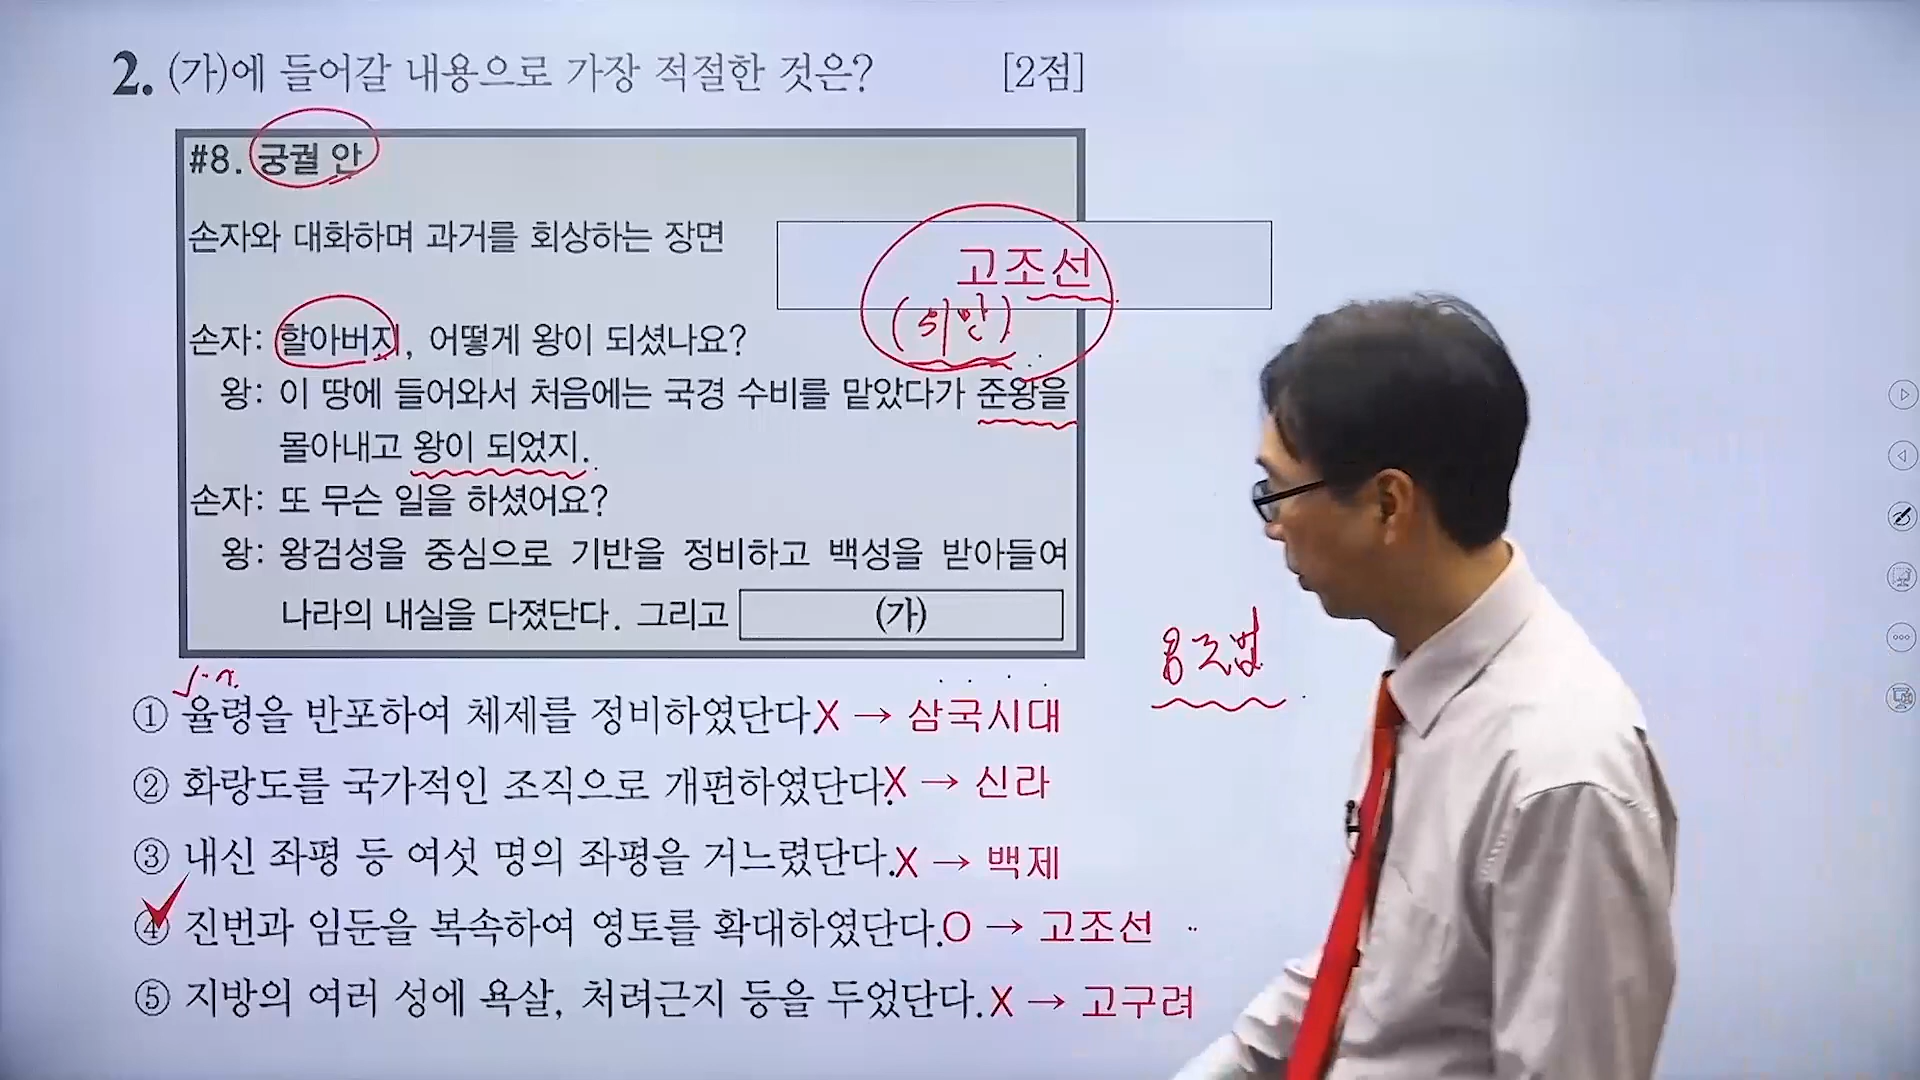 2. (가)에 들어갈 내용으로 가장 적절한 것은? [2점]
#8. 궁궐 안
손자와 대화하며 과거를 회상하는 장면
고조선
(위만)
손자: 할아버지, 어떻게 왕이 되셨나요?
왕: 이 땅에 들어와서 처음에는 국경 수비를 맡았다가 준왕을
몰아내고 왕이 되었지.
손자: 또 무슨 일을 하셨어요?
왕: 왕검성을 중심으로 기반을 정비하고 백성을 받아들여
나라의 내실을 다졌단다. 그리고 (가)
① 율령을 반포하여 체제를 정비하였단다. X → 삼국시대
② 화랑도를 국가적인 조직으로 개편하였단다. X → 신라
③ 내신 좌평 등 여섯 명의 좌평을 거느렸단다. X → 백제
④ 진번과 임둔을 복속하여 영토를 확대하였단다. O → 고조선
⑤ 지방의 여러 성에 욕살, 처려근지 등을 두었단다. X → 고구려